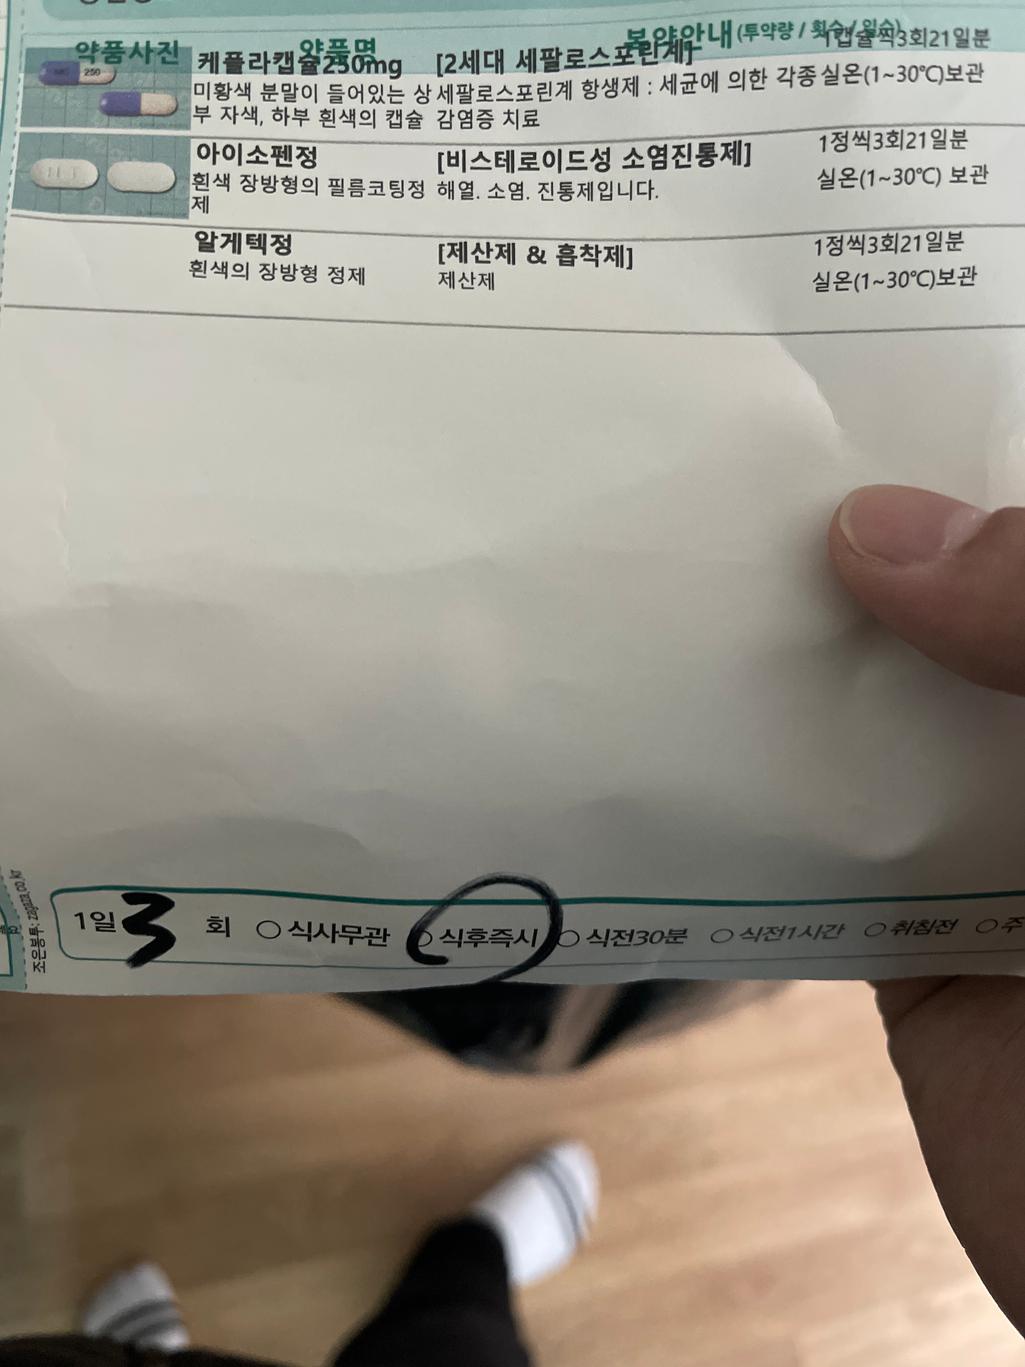 약품사진 약품명 복약안내(투약량 / 횟수 / 일수)
케플라캡슐250mg [2세대 세팔로스포린계] 1캡슐씩3회21일분
미황색 분말이 들어있는 상 세팔로스포린계 항생제 : 세균에 의한 각종 실온(1~30℃)보관
부 자색, 하부 흰색의 캡슐 감염증 치료
250
아이소펜정 [비스테로이드성 소염진통제] 1정씩3회21일분
흰색 장방형의 필름코팅정 해열. 소염. 진통제입니다. 실온(1~30℃) 보관
제
알게텍정 [제산제 & 흡착제] 1정씩3회21일분
흰색의 장방형 정제 제산제 실온(1~30℃)보관
1일 3 회 ○식사무관 ○식후즉시 ○식전30분 ○식전1시간 ○취침전 ○주
조은봉투: zagaza.co.kr